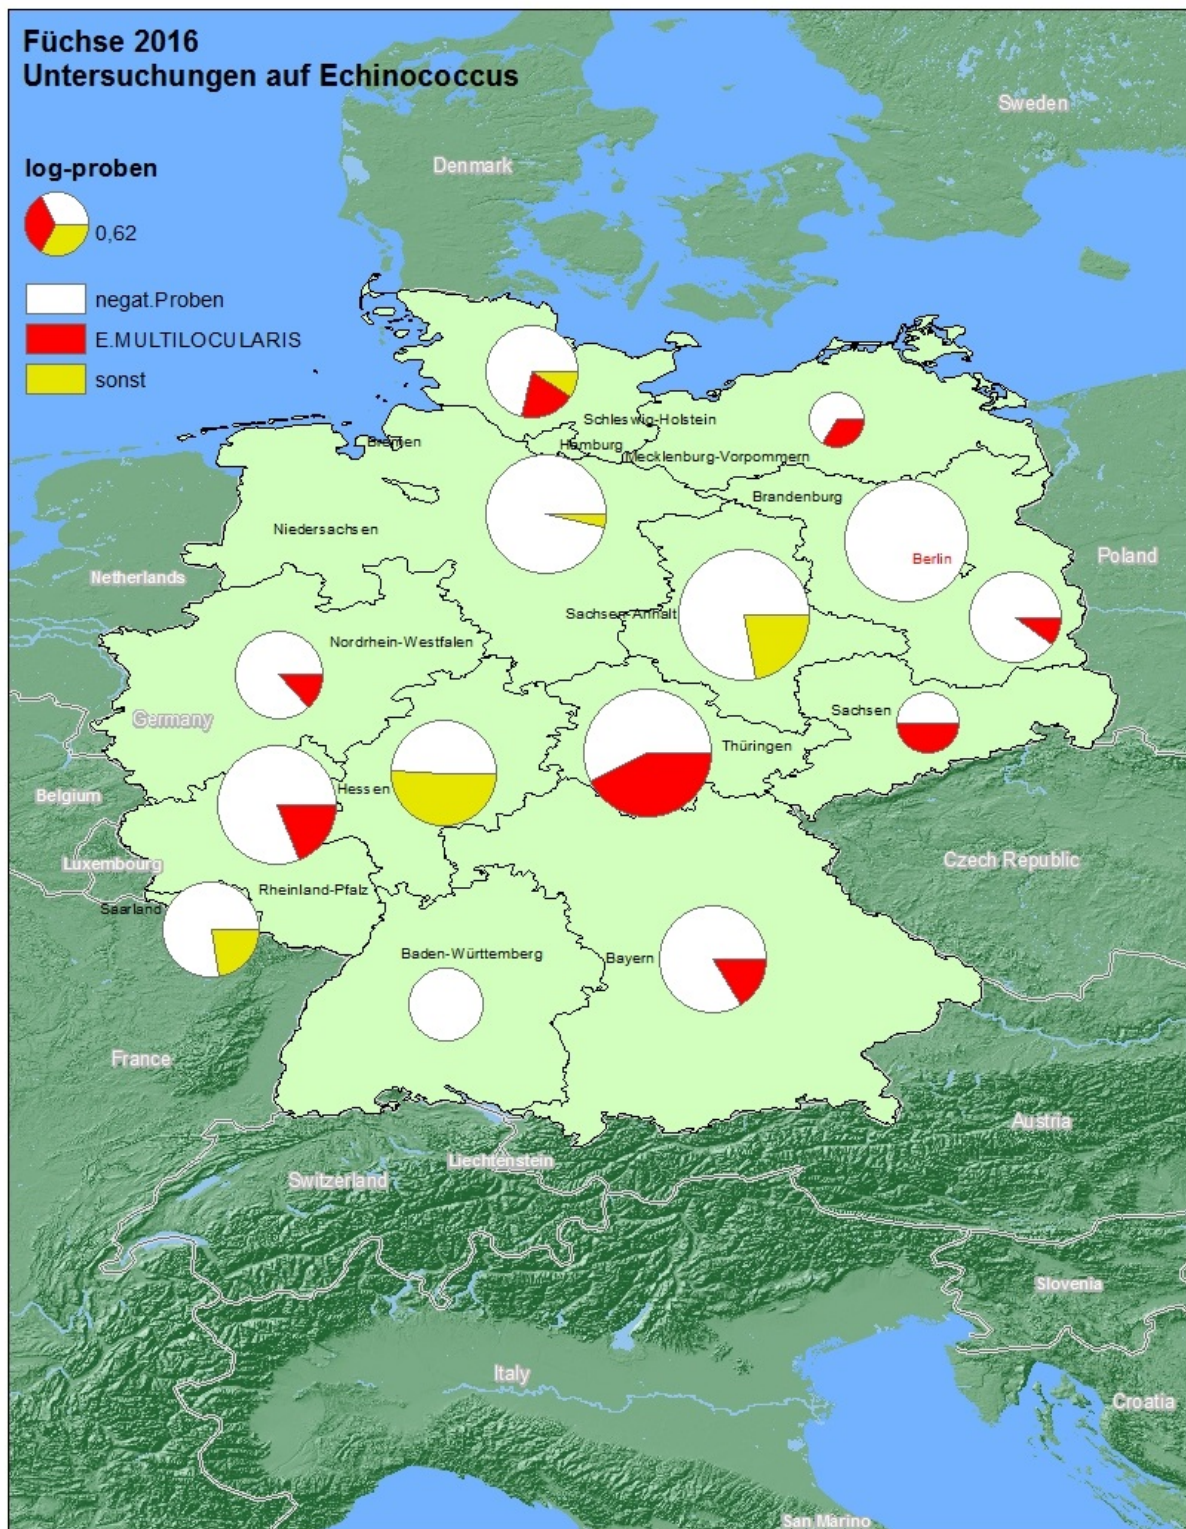 Füchse 2016
Untersuchungen auf Echinococcus
log-proben
0,62
negat.Proben
E.MULTILOCULARIS
sonst
Sweden
Denmark
Schleswig-Holstein
Bremen
Hamburg
Mecklenburg-Vorpommern
Brandenburg
Niedersachsen
Berlin
Poland
Netherlands
Sachsen-Anhalt
Nordrhein-Westfalen
Germany
Sachsen
Thüringen
Belgium
Hessen
Luxembourg
Czech Republic
Rheinland-Pfalz
Saarland
Baden-Württemberg
Bayern
France
Austria
Liechtenstein
Switzerland
Slovenia
Italy
Croatia
San Marino